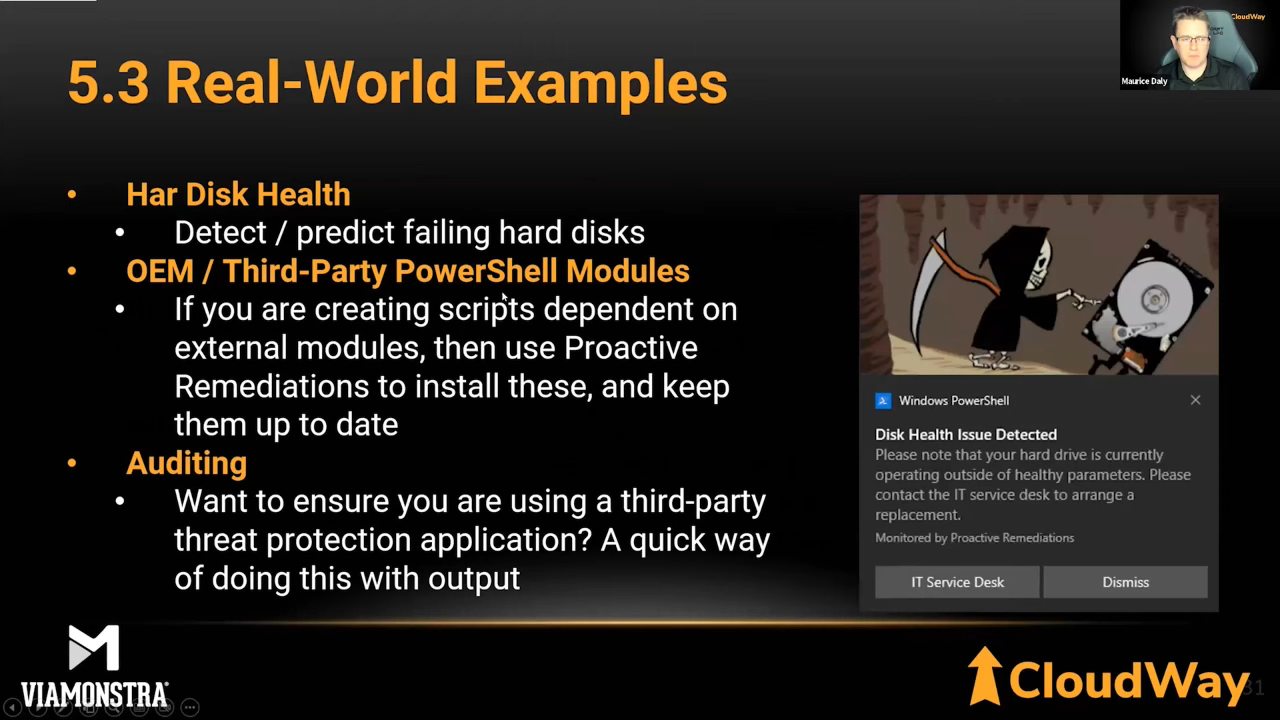 CloudWay
Maurice Daly
5.3 Real-World Examples
• Har Disk Health
• Detect / predict failing hard disks
• OEM / Third-Party PowerShell Modules
• If you are creating scripts dependent on
external modules, then use Proactive
Remediations to install these, and keep
them up to date
• Auditing
• Want to ensure you are using a third-party
threat protection application? A quick way
of doing this with output
Windows PowerShell
Disk Health Issue Detected
Please note that your hard drive is currently
operating outside of healthy parameters. Please
contact the IT service desk to arrange a
replacement.
Monitored by Proactive Remediations
IT Service Desk
Dismiss
VIAMONSTRA
CloudWay
31